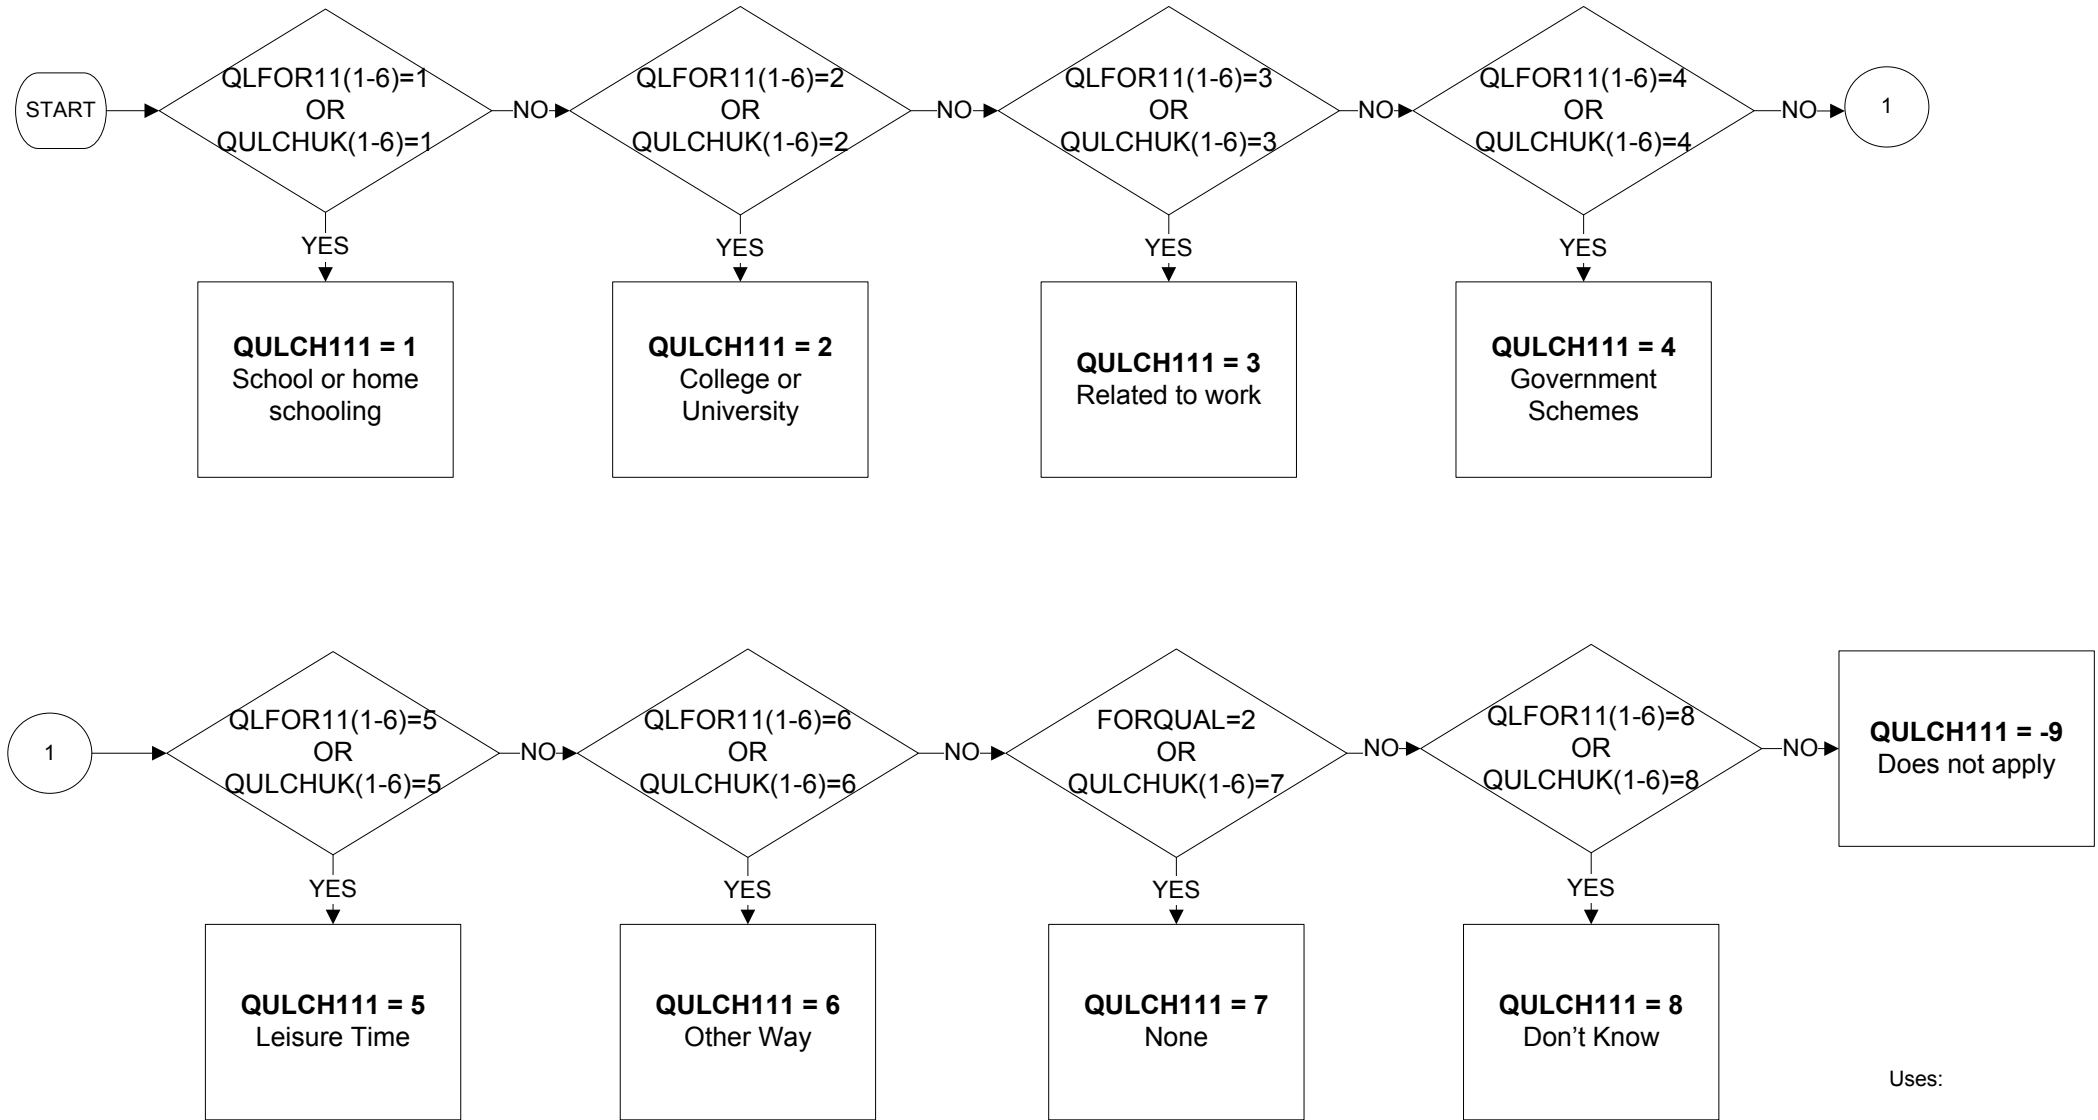 START
QLFOR11(1-6)=1
OR
QULCHUK(1-6)=1
NO
QLFOR11(1-6)=2
OR
QULCHUK(1-6)=2
NO
QLFOR11(1-6)=3
OR
QULCHUK(1-6)=3
NO
QLFOR11(1-6)=4
OR
QULCHUK(1-6)=4
NO
1
YES
YES
YES
YES
QULCH111 = 1
School or home
schooling
QULCH111 = 2
College or
University
QULCH111 = 3
Related to work
QULCH111 = 4
Government
Schemes
1
QLFOR11(1-6)=5
OR
QULCHUK(1-6)=5
NO
QLFOR11(1-6)=6
OR
QULCHUK(1-6)=6
NO
FORQUAL=2
OR
QULCHUK(1-6)=7
NO
QLFOR11(1-6)=8
OR
QULCHUK(1-6)=8
NO
QULCH111 = -9
Does not apply
YES
YES
YES
YES
QULCH111 = 5
Leisure Time
QULCH111 = 6
Other Way
QULCH111 = 7
None
QULCH111 = 8
Don’t Know
Uses: